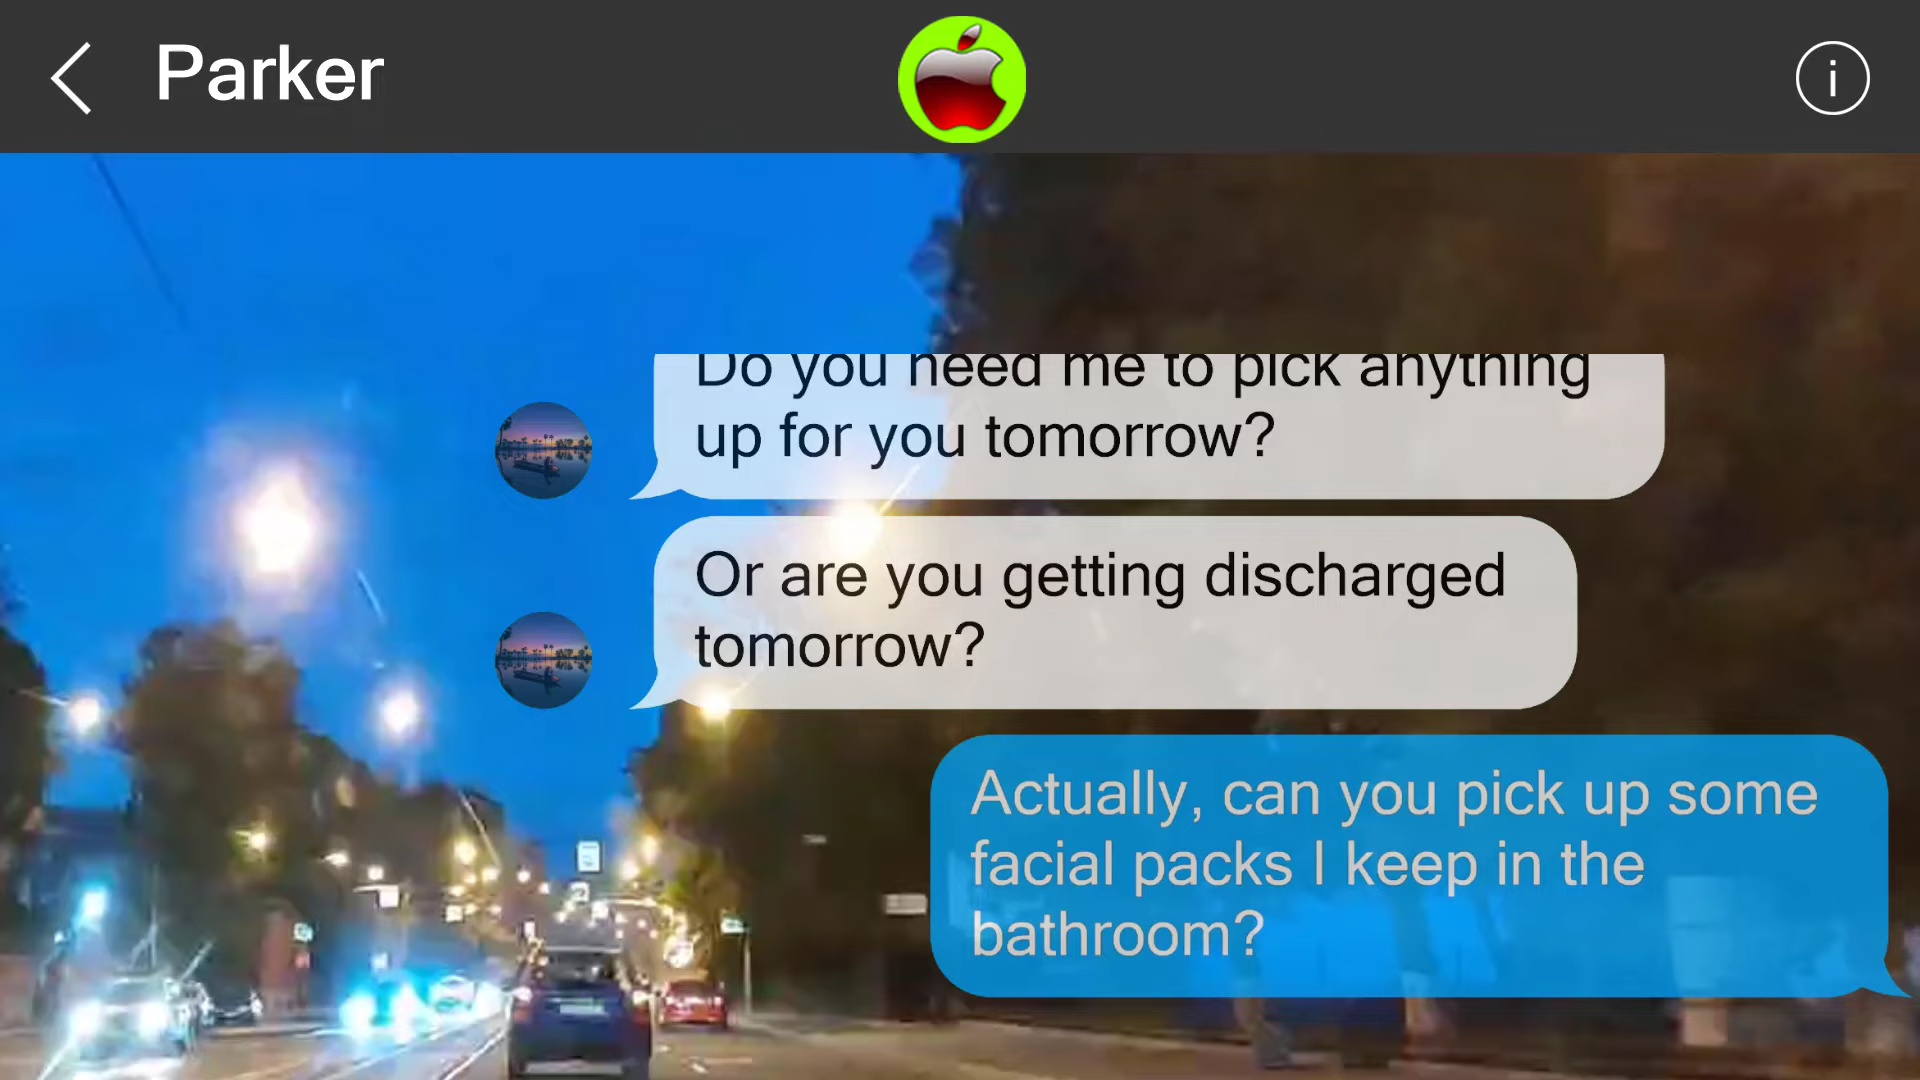 Parker
Do you need me to pick anything
up for you tomorrow?
Or are you getting discharged
tomorrow?
Actually, can you pick up some
facial packs I keep in the
bathroom?